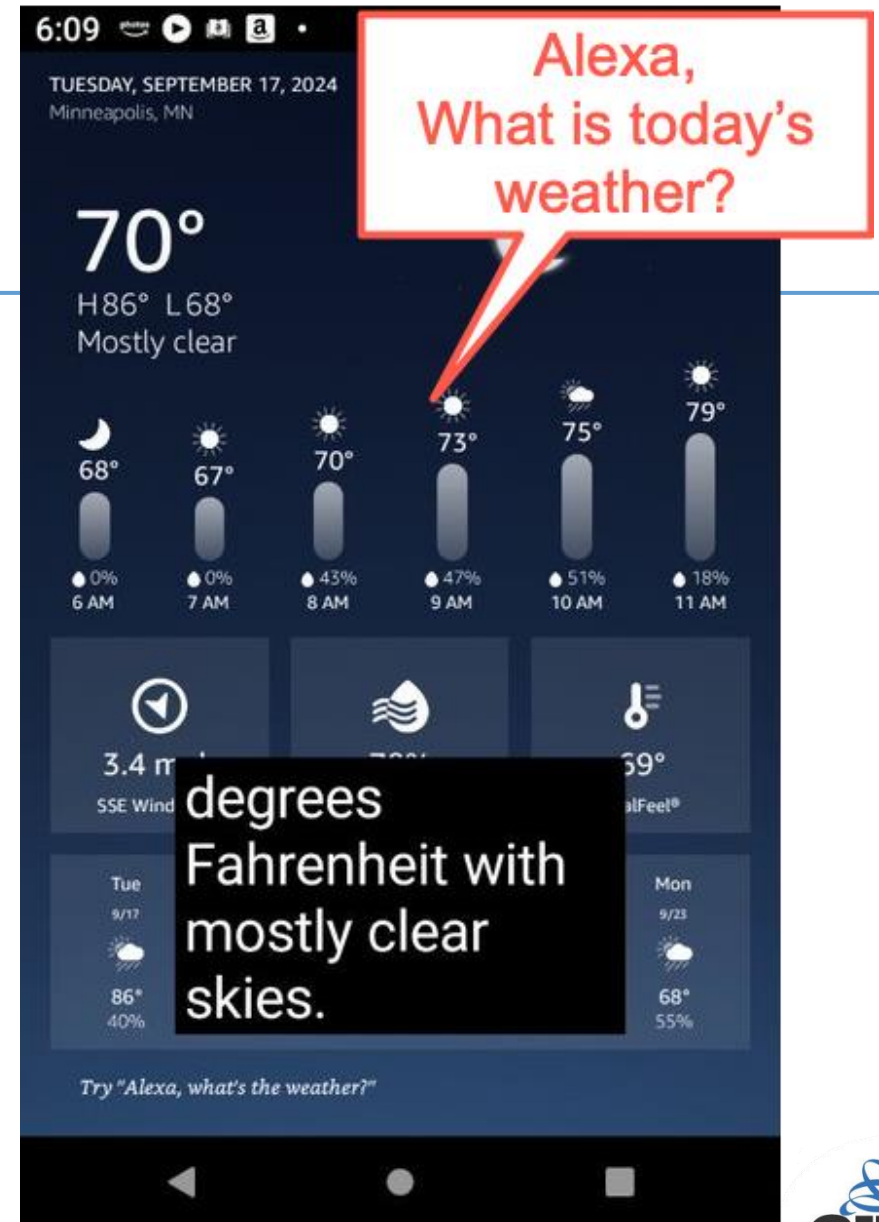 6:09
photos
a
TUESDAY, SEPTEMBER 17, 2024
Minneapolis, MN
Alexa,
What is today's
weather?
70°
H86° L68°
Mostly clear
68° 67° 70° 73° 75° 79°
0% 0% 43% 47% 51% 18%
6 AM 7 AM 8 AM 9 AM 10 AM 11 AM
3.4
SSE Wind
degrees
Fahrenheit with
mostly clear
skies.
Tue Mon
9/17 9/23
86° 68°
40% 55%
Try "Alexa, what's the weather?"